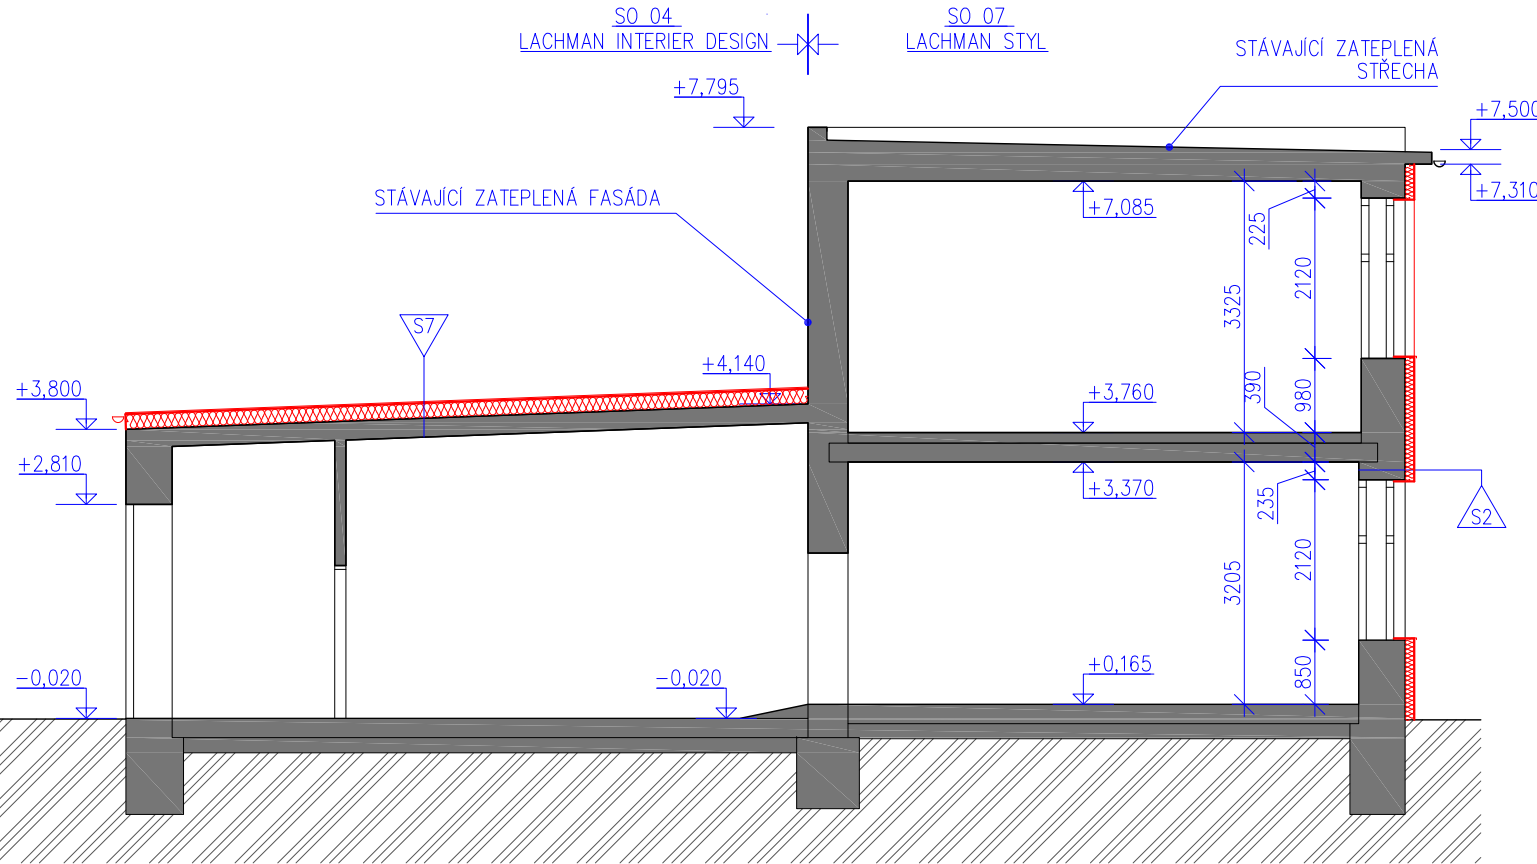 SO 04
LACHMAN INTERIER DESIGN
SO 07
LACHMAN STYL
STÁVAJÍCÍ ZATEPLENÁ
STŘECHA
+7,795
+7,500
+7,310
STÁVAJÍCÍ ZATEPLENÁ FASÁDA
+7,085
225
2120
3325
S7
+4,140
+3,800
+3,760
390
980
+2,810
+3,370
235
S2
2120
3205
-0,020
-0,020
+0,165
850